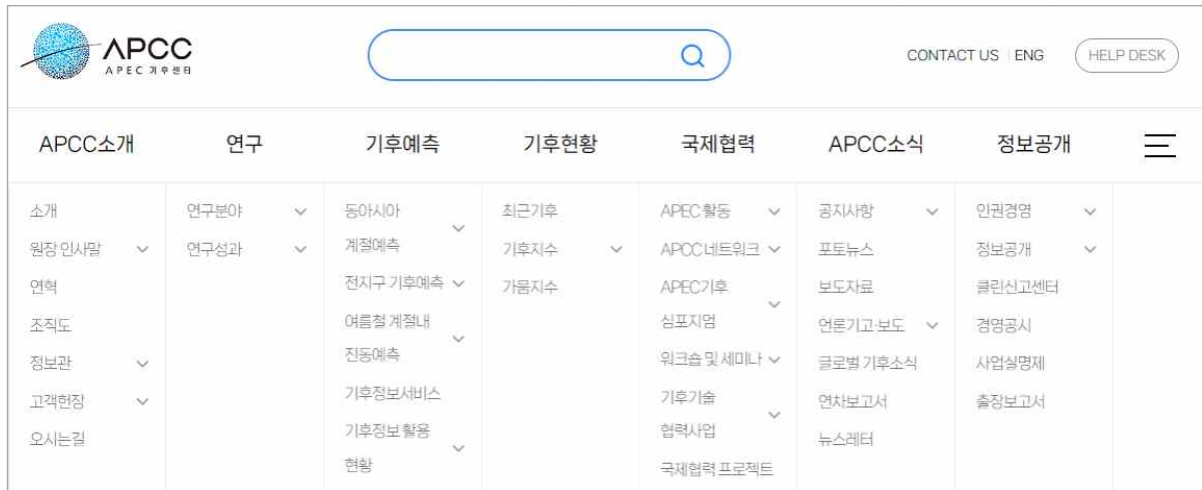 APCC
APEC 기후센터
CONTACT US
ENG
HELP DESK
APCC소개
연구
기후예측
기후현황
국제협력
APCC소식
정보공개
소개
원장 인사말
연혁
조직도
정보관
고객헌장
오시는길
연구분야
연구성과
동아시아
계절예측
전지구 기후예측
여름철 계절내
진동예측
기후정보서비스
기후정보 활용
현황
최근기후
기후지수
가뭄지수
APEC 활동
APCC 네트워크
APEC기후
심포지엄
워크숍 및 세미나
기후기술
협력사업
국제협력 프로젝트
공지사항
포토뉴스
보도자료
언론기고·보도
글로벌 기후소식
연차보고서
뉴스레터
인권경영
정보공개
클린신고센터
경영공시
사업실명제
출장보고서